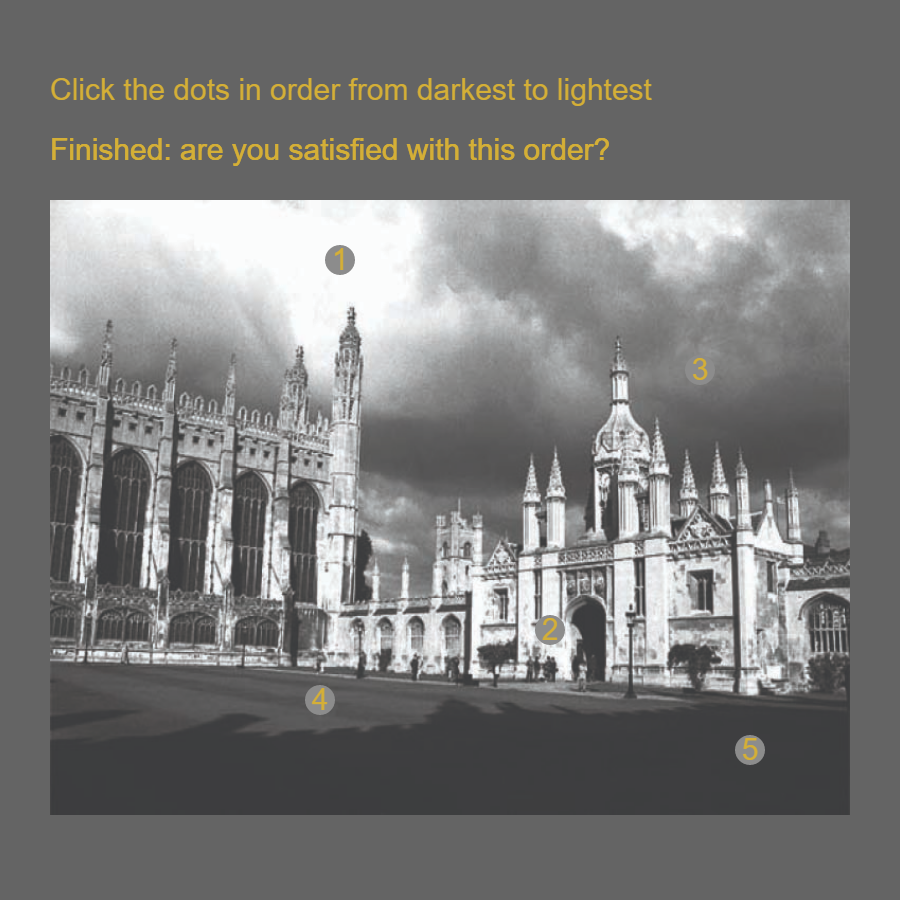 Click the dots in order from darkest to lightest
Finished: are you satisfied with this order?
1
3
2
4
5